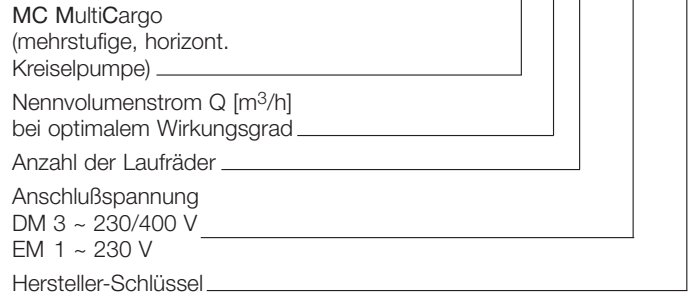 MC MultiCargo
(mehrstufige, horizont.
Kreiselpumpe)
Nennvolumenstrom Q [m³/h]
bei optimalem Wirkungsgrad
Anzahl der Laufräder
Anschlußspannung
DM 3 ~ 230/400 V
EM 1 ~ 230 V
Hersteller-Schlüssel